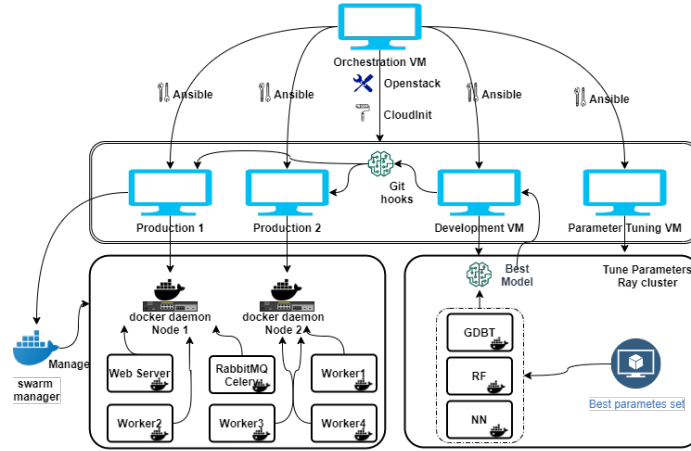 Orchestration VM
Openstack
Ansible
Ansible
Ansible
Ansible
CloudInit
Git
hooks
Production 1
Production 2
Development VM
Parameter Tuning VM
Best
Model
Tune Parameters
Ray cluster
docker daemon
Node 1
docker daemon
Node 2
GDBT
RF
NN
Manage
swarm
manager
Web Server
RabbitMQ
Celery
Worker1
Worker2
Worker3
Worker4
Best parametes set